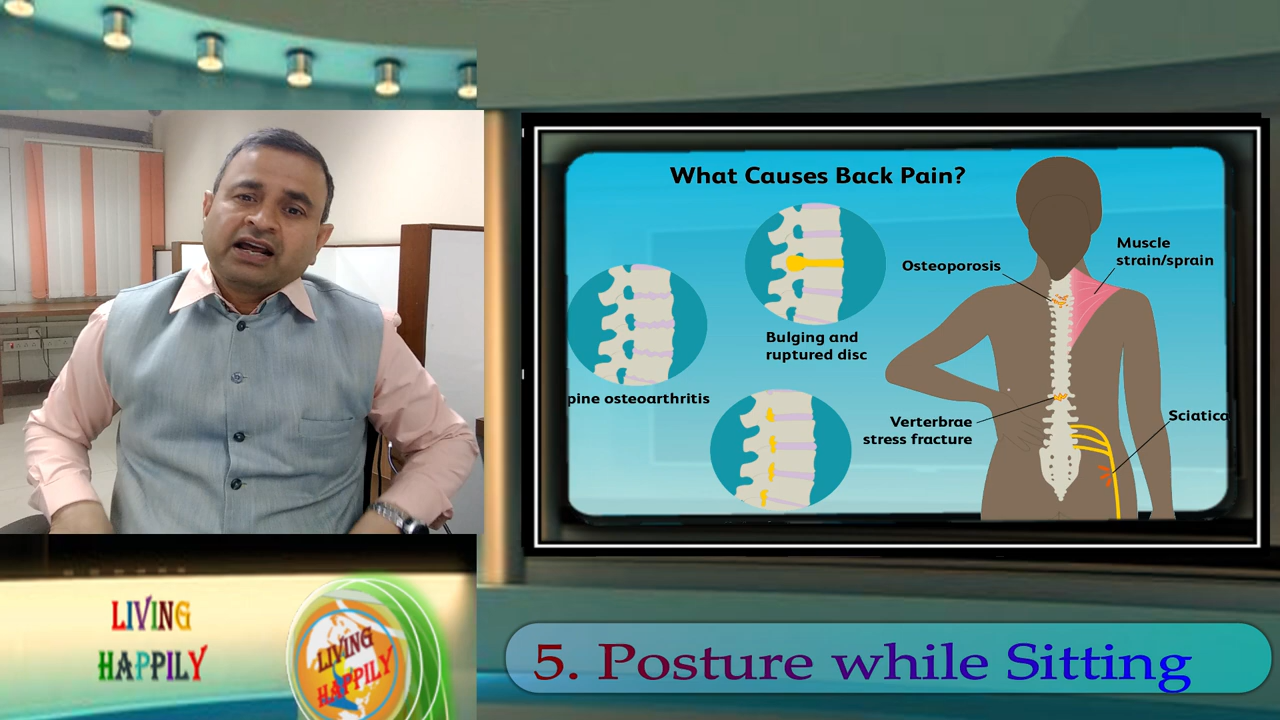 What Causes Back Pain?
Muscle
strain/sprain
Osteoporosis
Bulging and
ruptured disc
pine osteoarthritis
Verterbrae
stress fracture
Sciatica
LIVING
HAPPILY
LIVING
HAPPILY
5. Posture while Sitting